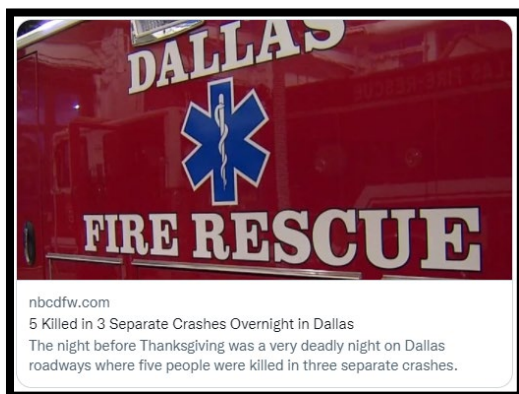 DALLAS
FIRE RESCUE
nbcdfw.com
5 Killed in 3 Separate Crashes Overnight in Dallas
The night before Thanksgiving was a very deadly night on Dallas
roadways where five people were killed in three separate crashes.